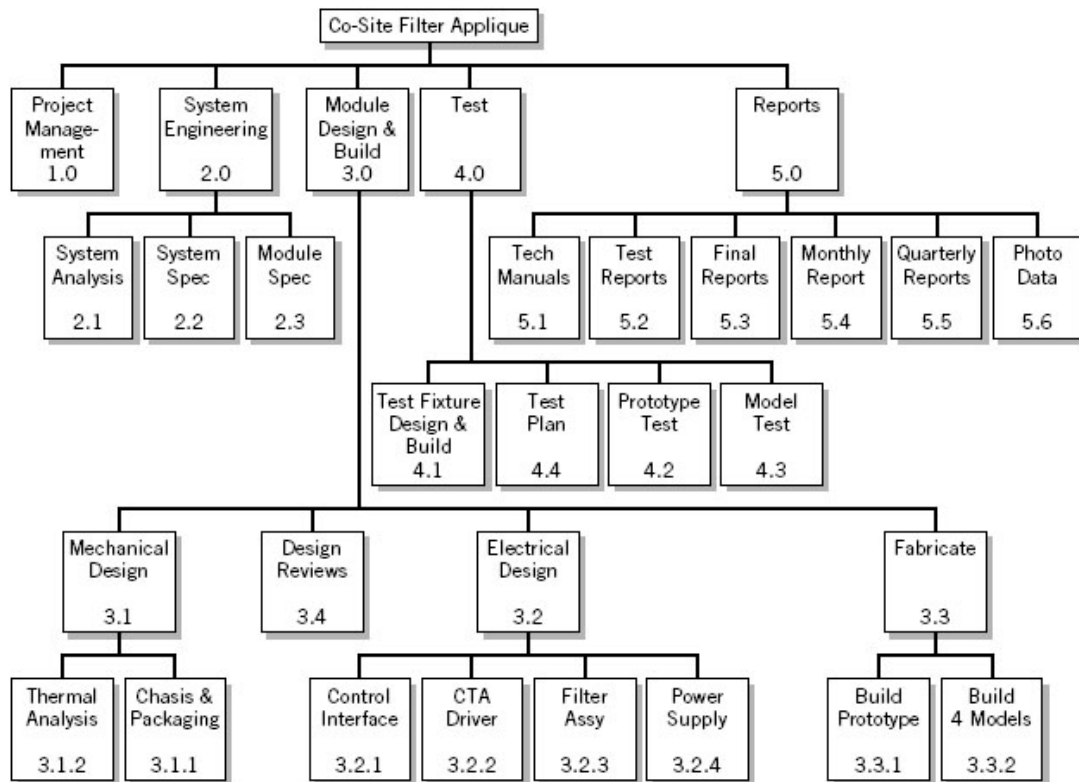 Co-Site Filter Applique
Project
Manage-
ment
1.0
System
Engineering
2.0
Module
Design &
Build
3.0
Test
4.0
Reports
5.0
System
Analysis
2.1
System
Spec
2.2
Module
Spec
2.3
Tech
Manuals
5.1
Test
Reports
5.2
Final
Reports
5.3
Monthly
Report
5.4
Quarterly
Reports
5.5
Photo
Data
5.6
Test Fixture
Design &
Build
4.1
Test
Plan
4.4
Prototype
Test
4.2
Model
Test
4.3
Mechanical
Design
3.1
Design
Reviews
3.4
Electrical
Design
3.2
Fabricate
3.3
Thermal
Analysis
3.1.2
Chasis &
Packaging
3.1.1
Control
Interface
3.2.1
CTA
Driver
3.2.2
Filter
Assy
3.2.3
Power
Supply
3.2.4
Build
Prototype
3.3.1
Build
4 Models
3.3.2